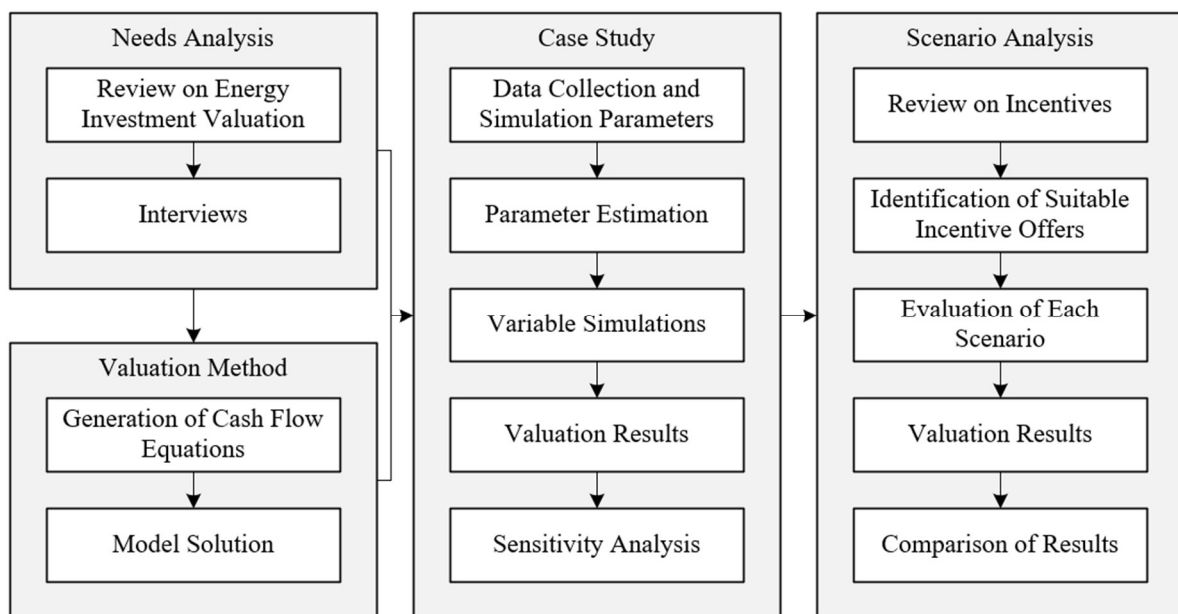 Needs Analysis
Review on Energy
Investment Valuation
Interviews
Valuation Method
Generation of Cash Flow
Equations
Model Solution
Case Study
Data Collection and
Simulation Parameters
Parameter Estimation
Variable Simulations
Valuation Results
Sensitivity Analysis
Scenario Analysis
Review on Incentives
Identification of Suitable
Incentive Offers
Evaluation of Each
Scenario
Valuation Results
Comparison of Results